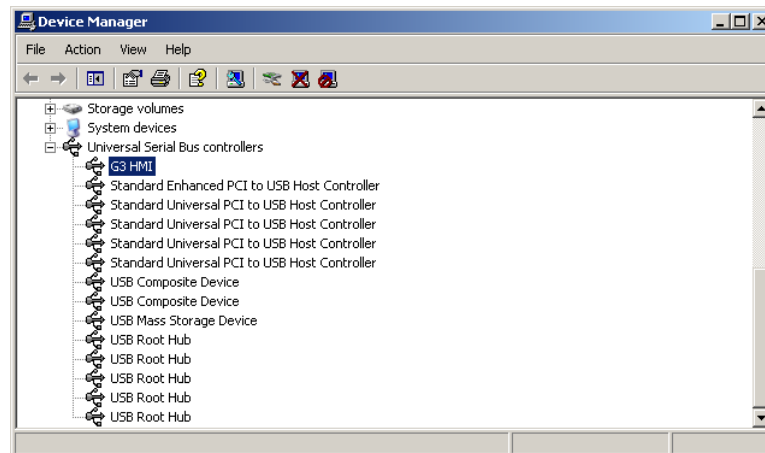 Device Manager
File Action View Help
Storage volumes
System devices
Universal Serial Bus controllers
G3 HMI
Standard Enhanced PCI to USB Host Controller
Standard Universal PCI to USB Host Controller
Standard Universal PCI to USB Host Controller
Standard Universal PCI to USB Host Controller
Standard Universal PCI to USB Host Controller
USB Composite Device
USB Composite Device
USB Mass Storage Device
USB Root Hub
USB Root Hub
USB Root Hub
USB Root Hub
USB Root Hub